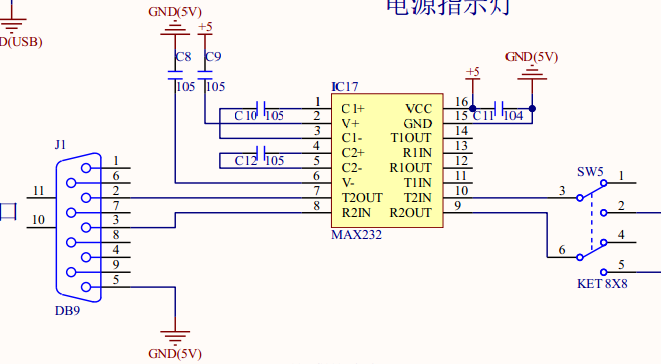 电源指示灯
GND(5V)
+5
D(USB)
C8
C9
105
105
GND(5V)
+5
IC17
C10 105
C12 105
C11 104
1 C1+ VCC 16
2 V+ GND 15
3 C1- T1OUT 14
4 C2+ R1IN 13
5 C2- R1OUT 12
6 V- T1IN 11
7 T2OUT T2IN 10
8 R2IN R2OUT 9
MAX232
J1
1
6
2
7
3
8
4
9
5
11
10
口
DB9
GND(5V)
SW5
3
1
2
6
4
5
KET8X8